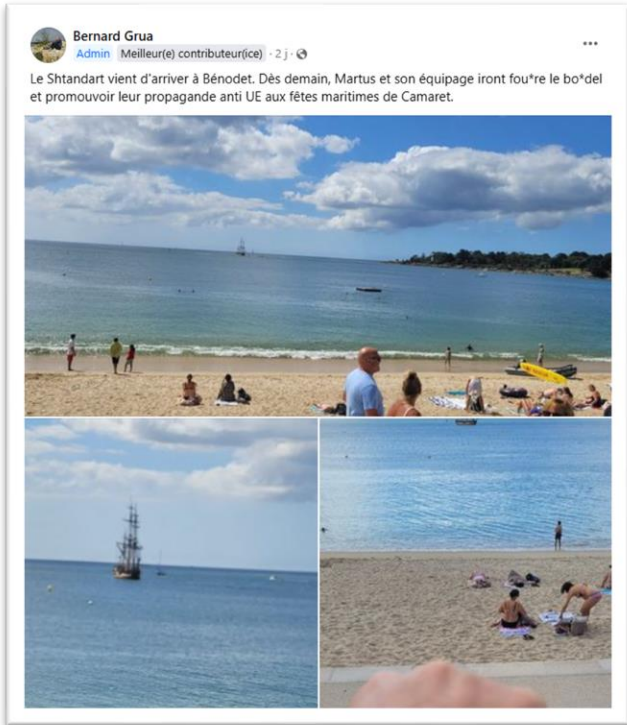 Bernard Grua
Admin Meilleur(e) contributeur(ice) · 2 j ·
Le Shtandart vient d'arriver à Bénodet. Dès demain, Martus et son équipage iront fou*re le bo*del
et promouvoir leur propagande anti UE aux fêtes maritimes de Camaret.